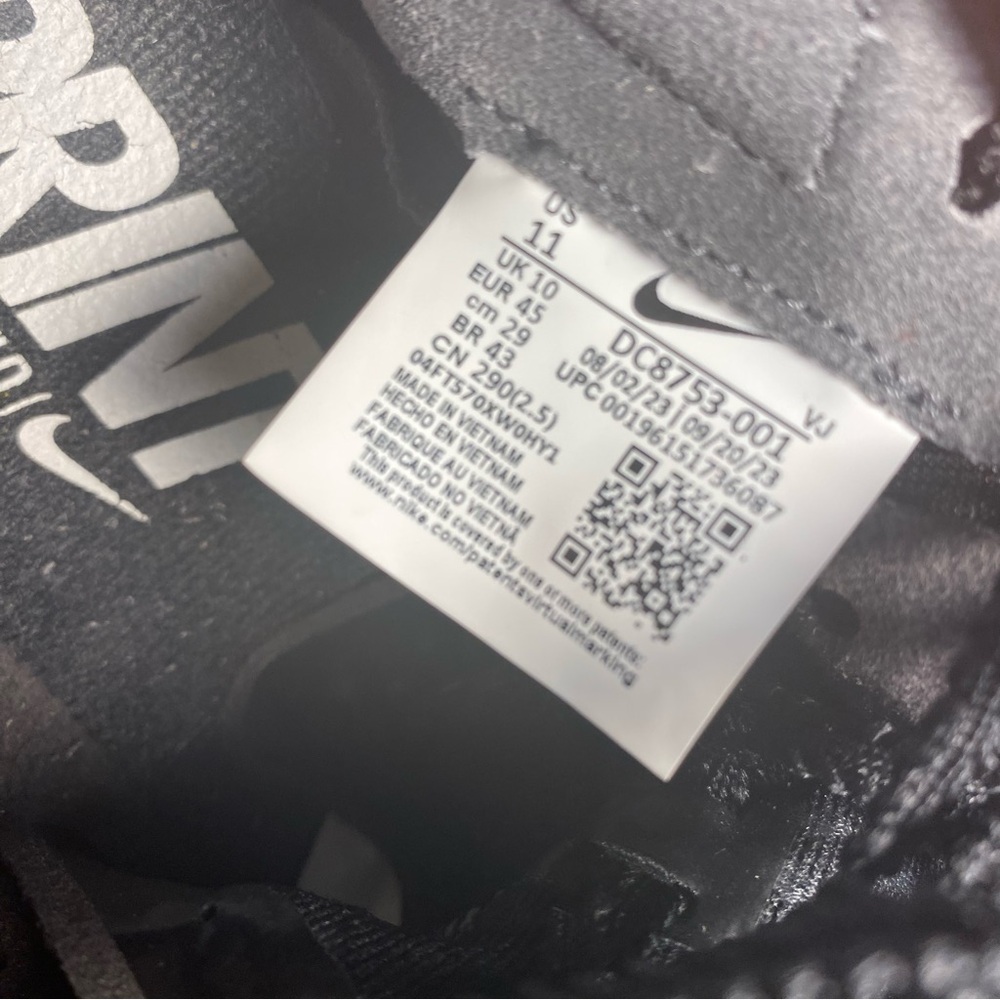 US
11
UK 10
EUR 45
cm 29
BR 43
CN 290(2.5)
04FT570XW0HY1
MADE IN VIETNAM
HECHO EN VIETNAM
FABRIQUE AU VIETNAM
FABRICADO NO VIETNÃ
This product is covered by one or more patents:
www.nike.com/patentsvirtualmarking
DC8753-001
VJ
08/02/23 | 09/20/23
UPC 00196151736087
RINT